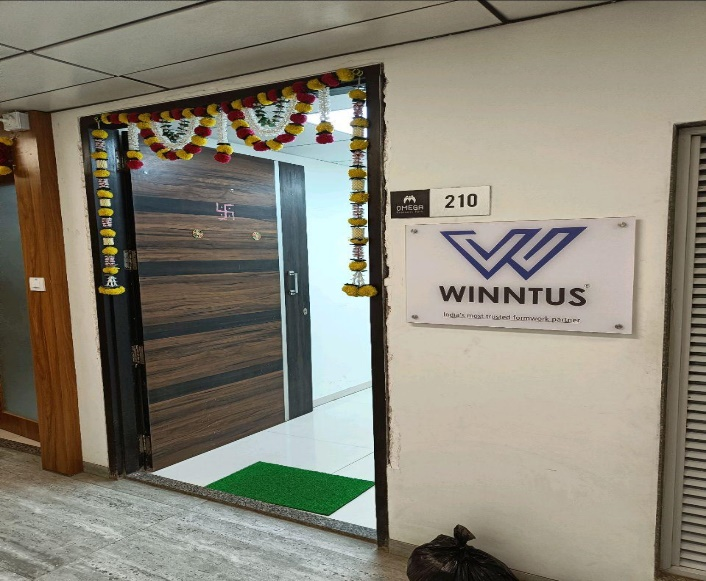 OMEGA
210
WINNTUS
India's most trusted formwork partner